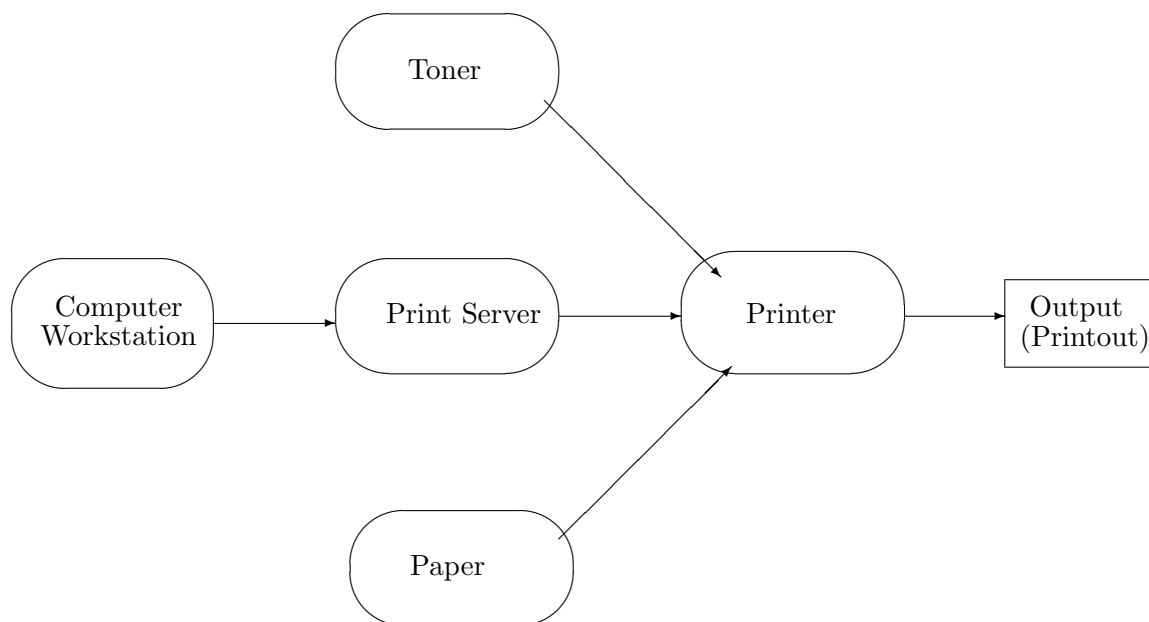 Toner
Computer
Workstation
Print Server
Printer
Output
(Printout)
Paper